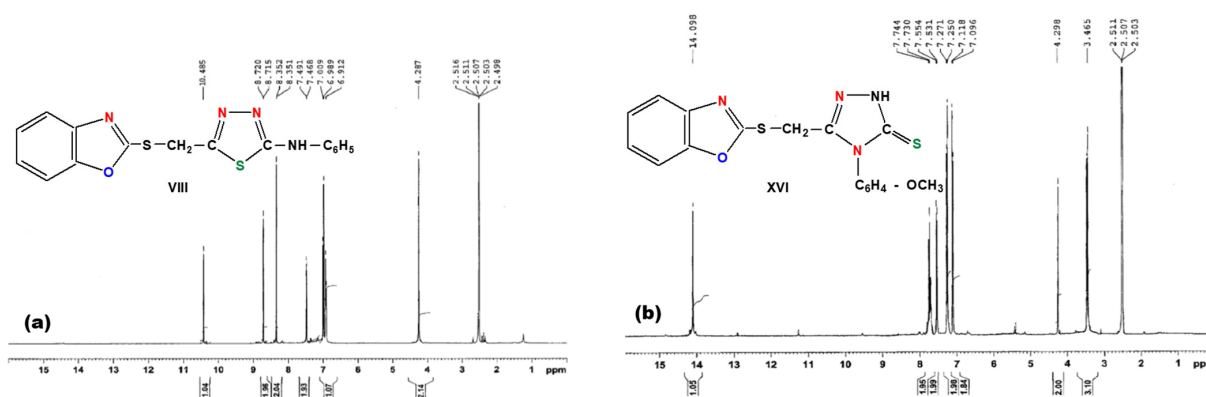 10.485
8.720
8.715
8.352
8.351
7.491
7.468
7.009
6.989
6.912
4.287
2.516
2.511
2.507
2.503
2.498
N
N N
S-CH₂
S
NH
C₆H₅
O
VIII
(a)
15 14 13 12 11 10 9 8 7 6 5 4 3 2 1 ppm
1.04
1.96
2.04
1.93
1.07
2.14
14.098
7.744
7.730
7.554
7.531
7.271
7.250
7.118
7.096
4.298
3.465
2.511
2.507
2.503
N
N NH
S-CH₂
N
S
O
C₆H₄ - OCH₃
XVI
(b)
15 14 13 12 11 10 9 8 7 6 5 4 3 2 1 pp
1.05
1.95
1.99
1.98
1.84
2.00
3.10